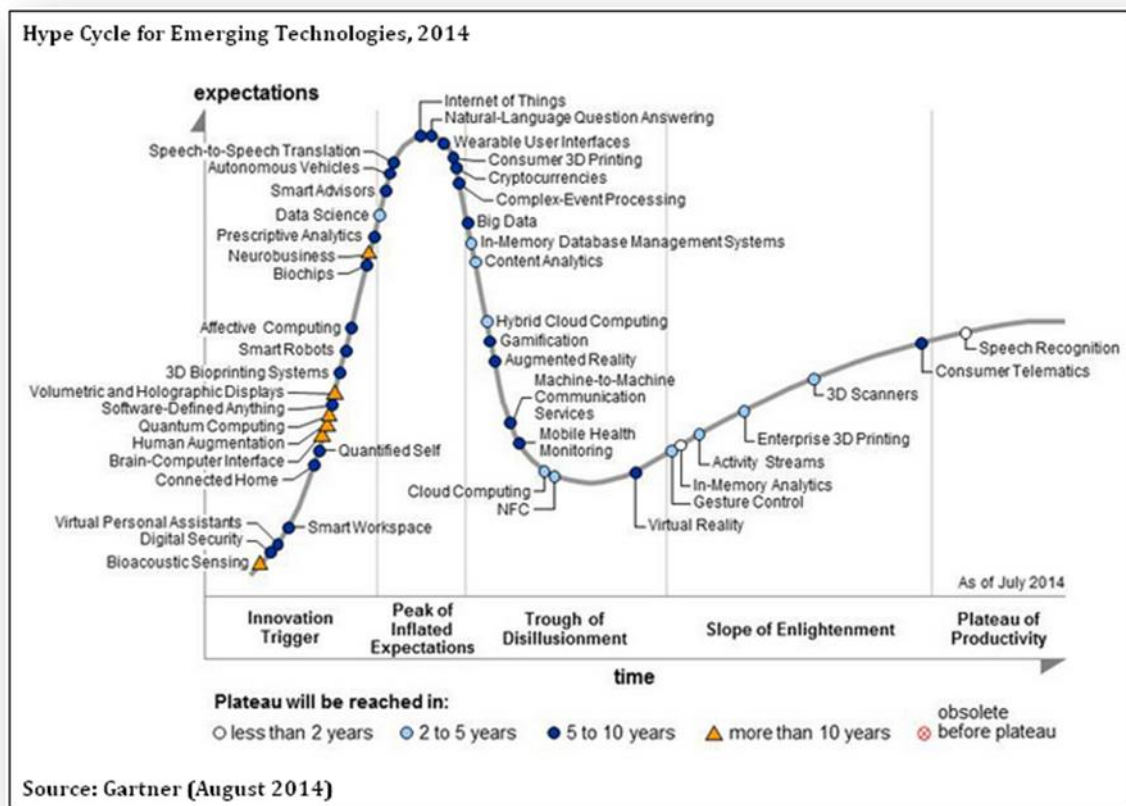 Hype Cycle for Emerging Technologies, 2014
expectations
Internet of Things
Natural-Language Question Answering
Wearable User Interfaces
Consumer 3D Printing
Cryptocurrencies
Complex-Event Processing
Speech-to-Speech Translation
Autonomous Vehicles
Smart Advisors
Data Science
Prescriptive Analytics
Neurobusiness
Biochips
Big Data
In-Memory Database Management Systems
Content Analytics
Hybrid Cloud Computing
Gamification
Augmented Reality
Machine-to-Machine
Communication
Services
Mobile Health
Monitoring
Affective Computing
Smart Robots
3D Bioprinting Systems
Volumetric and Holographic Displays
Software-Defined Anything
Quantum Computing
Human Augmentation
Brain-Computer Interface
Connected Home
Quantified Self
Virtual Personal Assistants
Digital Security
Bioacoustic Sensing
Smart Workspace
Cloud Computing
NFC
Virtual Reality
Gesture Control
In-Memory Analytics
Activity Streams
Enterprise 3D Printing
3D Scanners
Consumer Telematics
Speech Recognition
As of July 2014
Innovation
Trigger
Peak of
Inflated
Expectations
Trough of
Disillusionment
Slope of Enlightenment
Plateau of
Productivity
time
Plateau will be reached in:
less than 2 years
2 to 5 years
5 to 10 years
more than 10 years
obsolete
before plateau
Source: Gartner (August 2014)